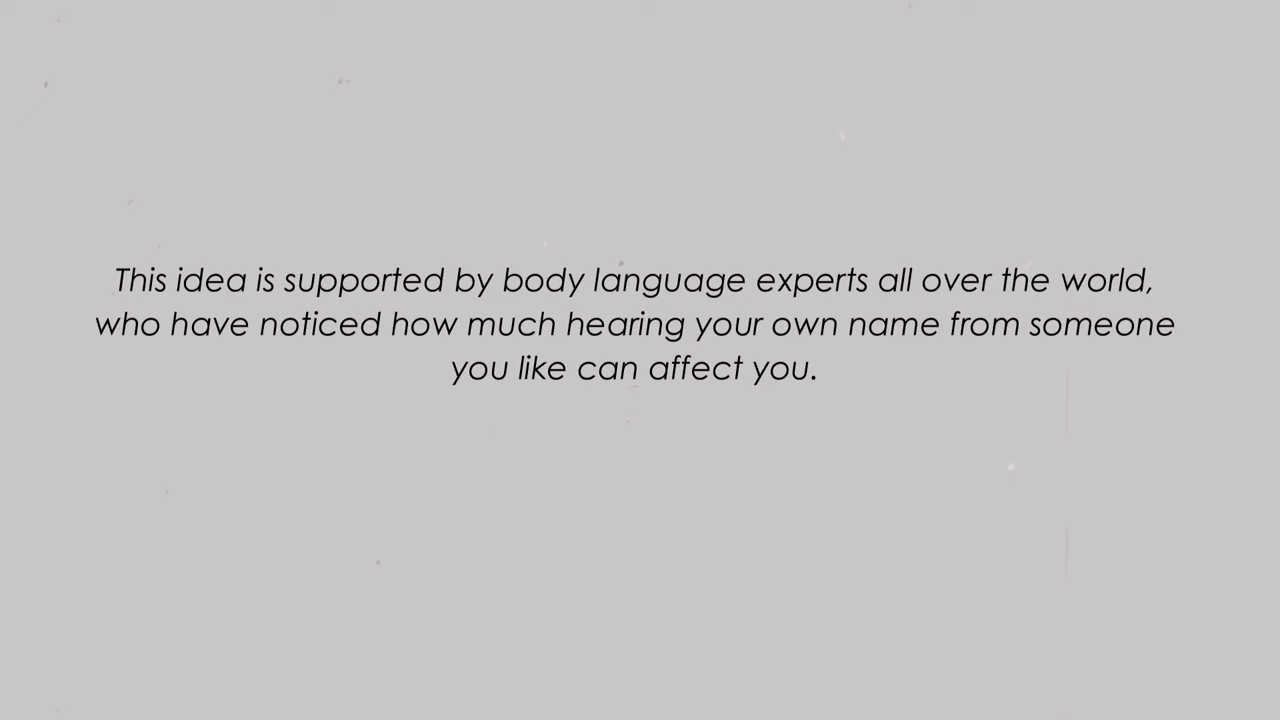 This idea is supported by body language experts all over the world,
who have noticed how much hearing your own name from someone
you like can affect you.